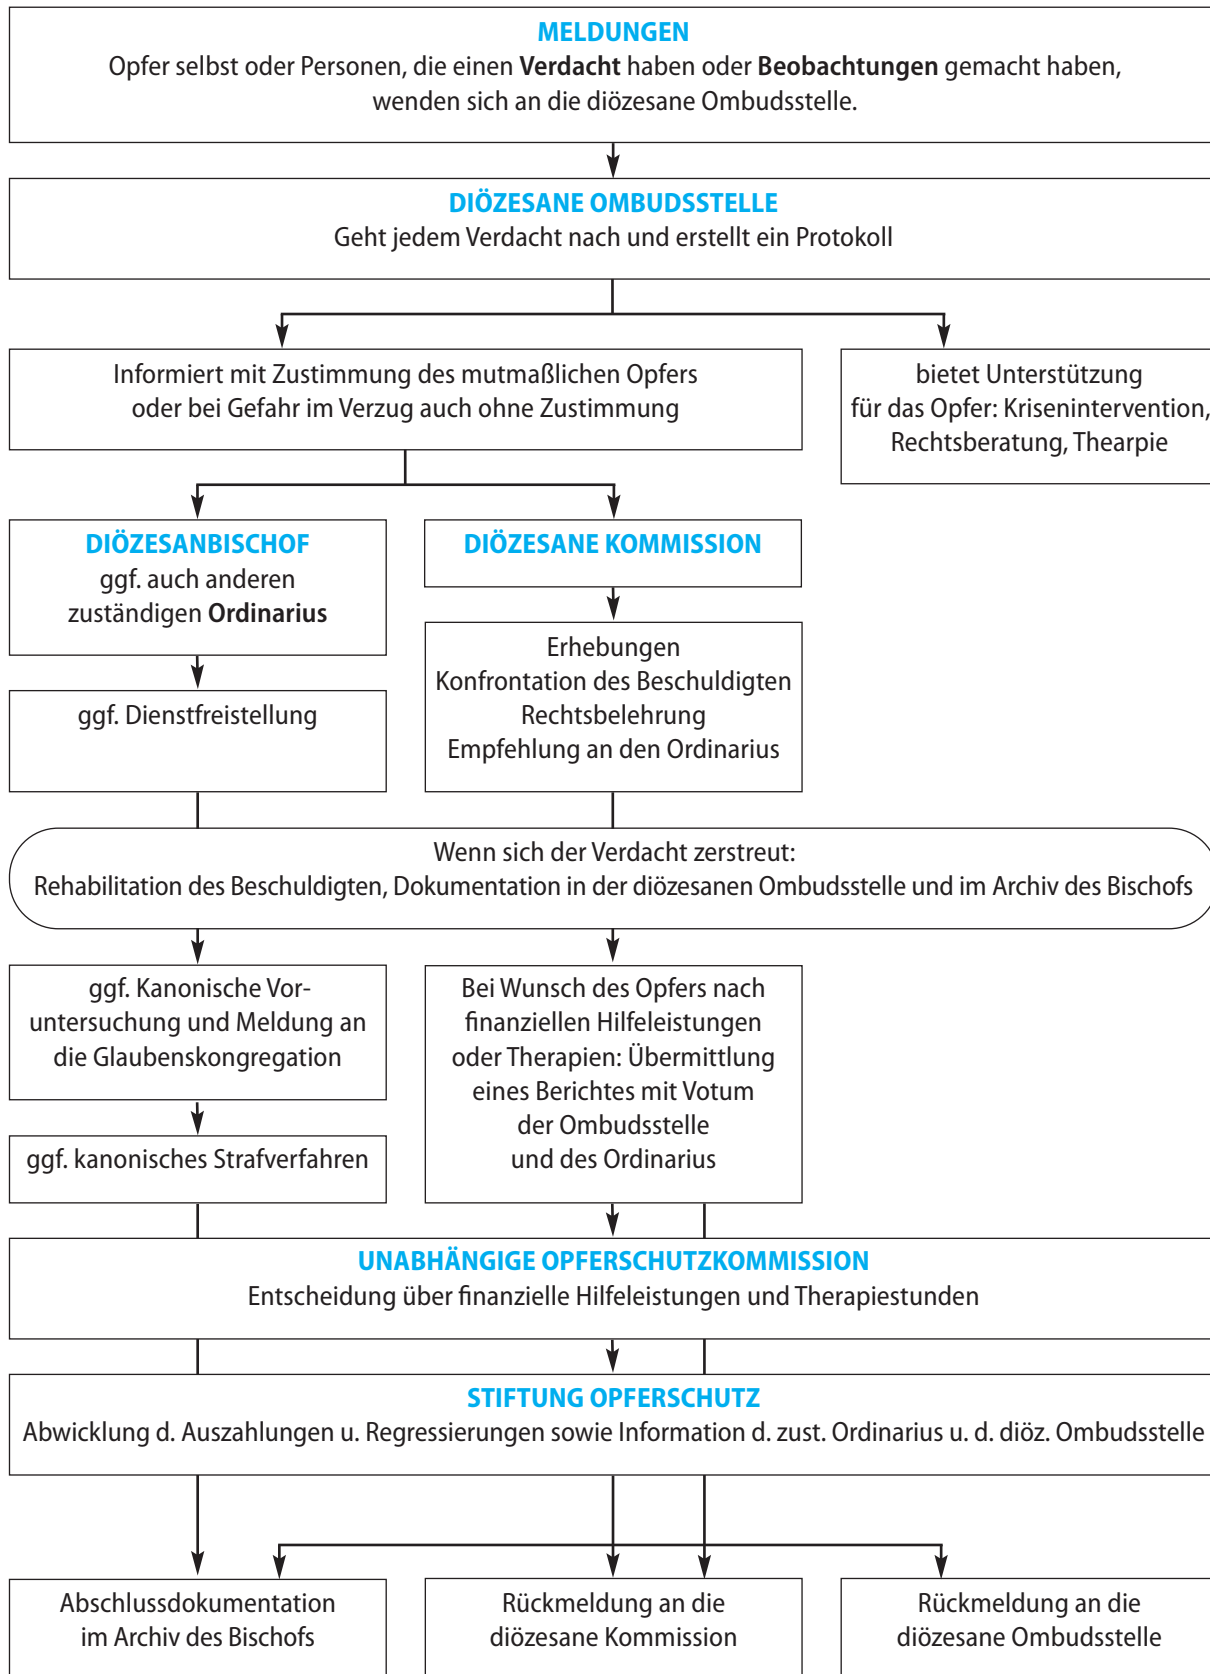 MELDUNGEN
Opfer selbst oder Personen, die einen Verdacht haben oder Beobachtungen gemacht haben,
wenden sich an die diözesane Ombudsstelle.
DIÖZESANE OMBUDSSTELLE
Geht jedem Verdacht nach und erstellt ein Protokoll
Informiert mit Zustimmung des mutmaßlichen Opfers
oder bei Gefahr im Verzug auch ohne Zustimmung
bietet Unterstützung
für das Opfer: Krisenintervention,
Rechtsberatung, Thearpie
DIÖZESANBISCHOF
ggf. auch anderen
zuständigen Ordinarius
DIÖZESANE KOMMISSION
ggf. Dienstfreistellung
Erhebungen
Konfrontation des Beschuldigten
Rechtsbelehrung
Empfehlung an den Ordinarius
Wenn sich der Verdacht zerstreut:
Rehabilitation des Beschuldigten, Dokumentation in der diözesanen Ombudsstelle und im Archiv des Bischofs
ggf. Kanonische Vor-
untersuchung und Meldung an
die Glaubenskongregation
Bei Wunsch des Opfers nach
finanziellen Hilfeleistungen
oder Therapien: Übermittlung
eines Berichtes mit Votum
der Ombudsstelle
und des Ordinarius
ggf. kanonisches Strafverfahren
UNABHÄNGIGE OPFERSCHUTZKOMMISSION
Entscheidung über finanzielle Hilfeleistungen und Therapiestunden
STIFTUNG OPFERSCHUTZ
Abwicklung d. Auszahlungen u. Regressierungen sowie Information d. zust. Ordinarius u. d. diöz. Ombudsstelle
Abschlussdokumentation
im Archiv des Bischofs
Rückmeldung an die
diözesane Kommission
Rückmeldung an die
diözesane Ombudsstelle